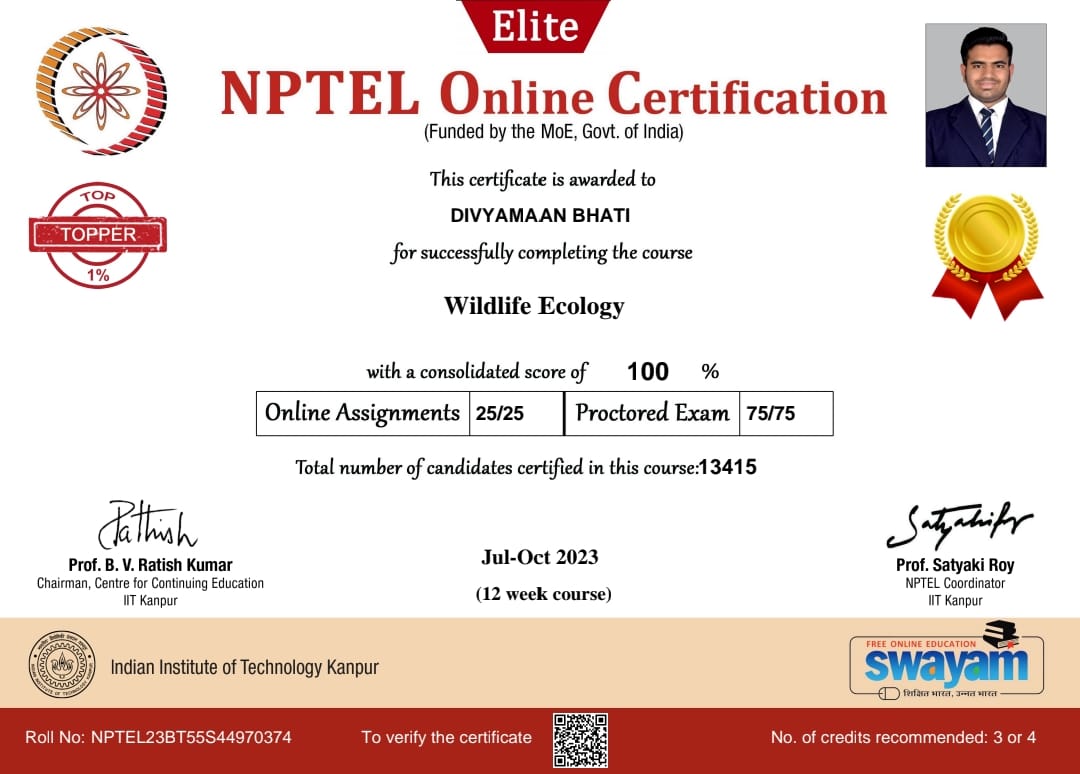 Elite
NPTEL Online Certification
(Funded by the MoE, Govt. of India)
This certificate is awarded to
DIVYAMAAN BHATI
for successfully completing the course
TOP
TOPPER
1%
Wildlife Ecology
with a consolidated score of 100 %
Online Assignments 25/25 Proctored Exam 75/75
Total number of candidates certified in this course:13415
Prof. B. V. Ratish Kumar
Chairman, Centre for Continuing Education
IIT Kanpur
Jul-Oct 2023
(12 week course)
Prof. Satyaki Roy
NPTEL Coordinator
IIT Kanpur
Indian Institute of Technology Kanpur
FREE ONLINE EDUCATION
swayam
शिक्षित भारत, उन्नत भारत
Roll No: NPTEL23BT55S44970374
To verify the certificate
No. of credits recommended: 3 or 4